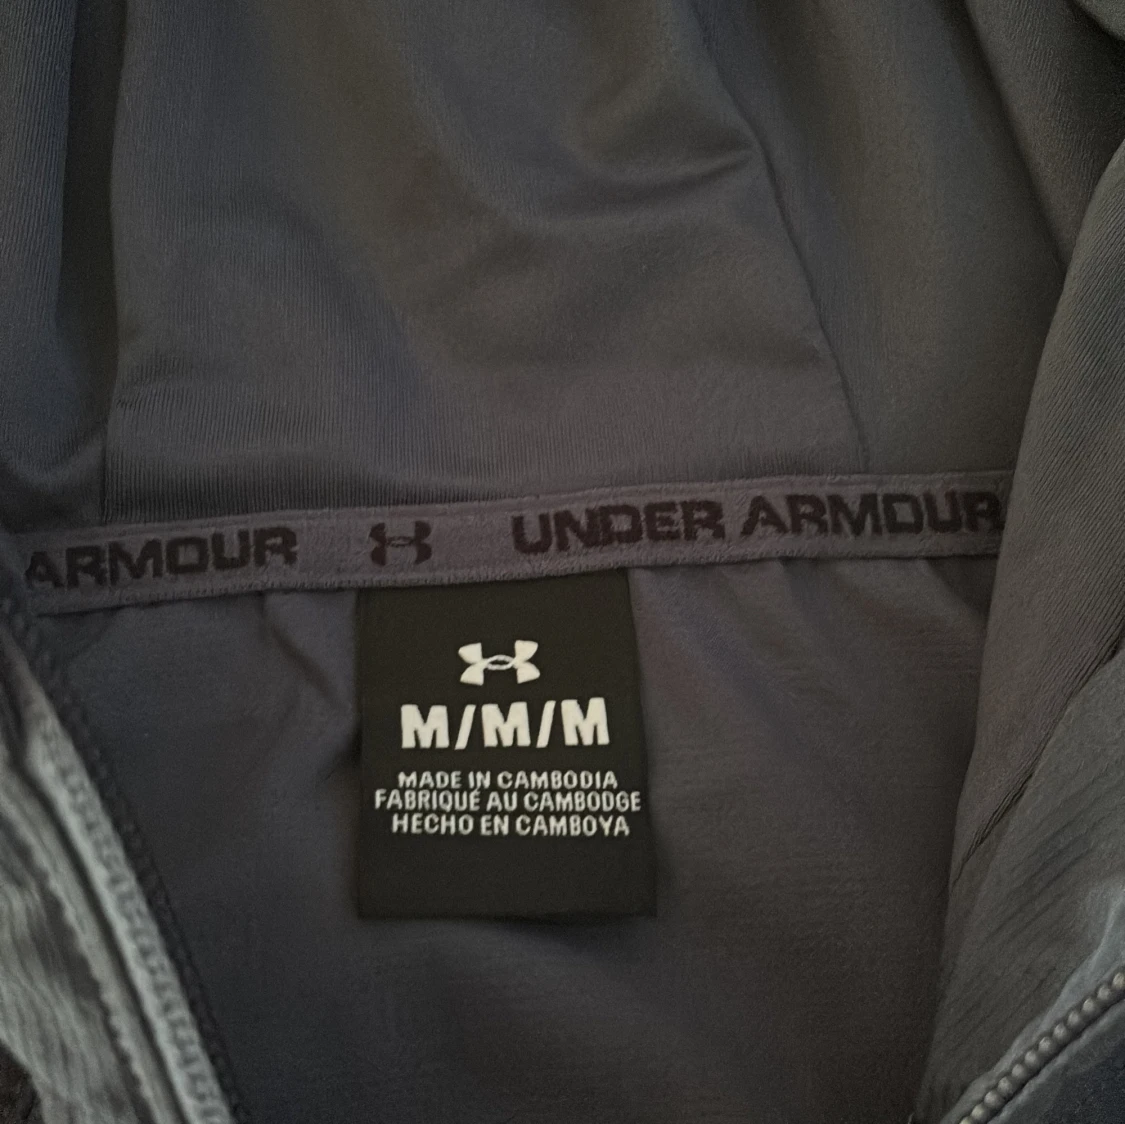 ARMOUR UNDER ARMOUR
M/M/M
MADE IN CAMBODIA
FABRIQUÉ AU CAMBODGE
HECHO EN CAMBOYA